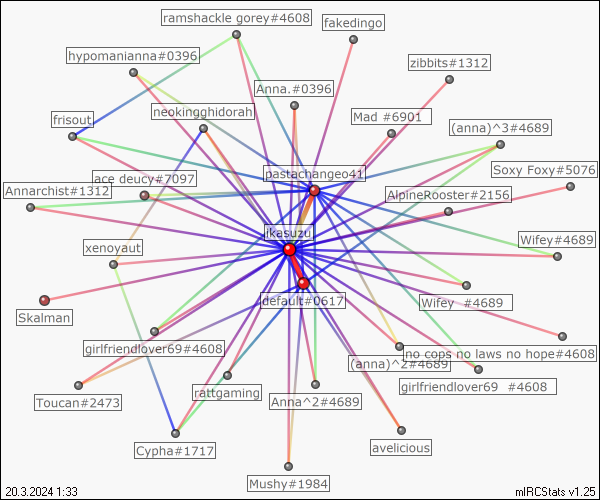 ramshackle gorey#4608
fakedingo
hypomanianna#0396
zibbits#1312
Anna.#0396
neokingghidorah
Mad #6901
frisout
(anna)^3#4689
pastachangeo41
Soxy Foxy#5076
ace deucy#7097
Annarchist#1312
AlpineRooster#2156
ikasuzu
Wifey#4689
xenoyaut
default#0617
Wifey #4689
Skalman
girlfriendlover69#4608
no cops no laws no hope#4608
(anna)^2#4689
girlfriendlover69 #4608
rattgaming
Toucan#2473
Anna^2#4689
avelicious
Cypha#1717
Mushy#1984
20.3.2024 1:33
mIRCStats v1.25